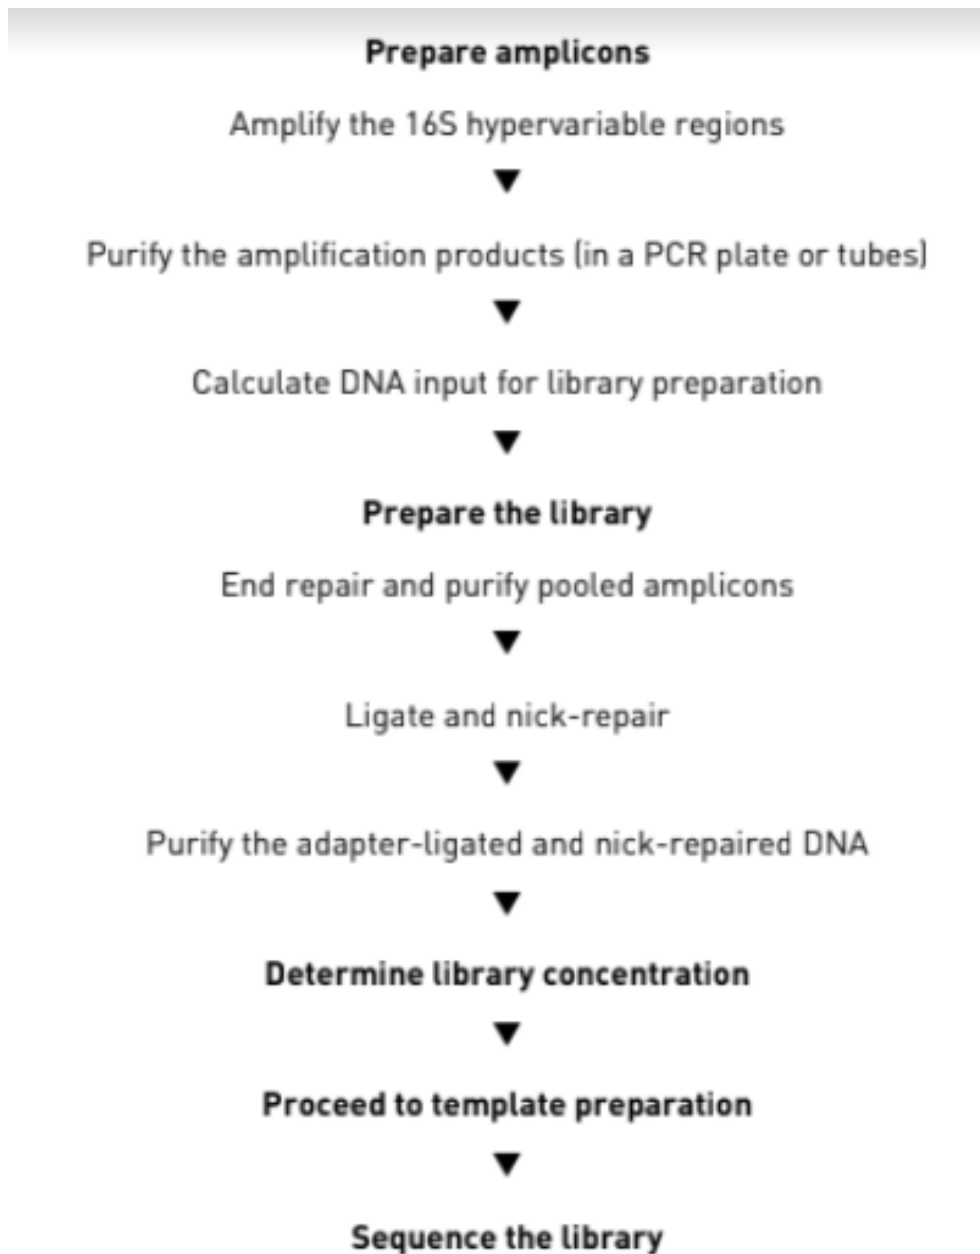 Prepare amplicons
Amplify the 16S hypervariable regions
Purify the amplification products (in a PCR plate or tubes)
Calculate DNA input for library preparation
Prepare the library
End repair and purify pooled amplicons
Ligate and nick-repair
Purify the adapter-ligated and nick-repaired DNA
Determine library concentration
Proceed to template preparation
Sequence the library